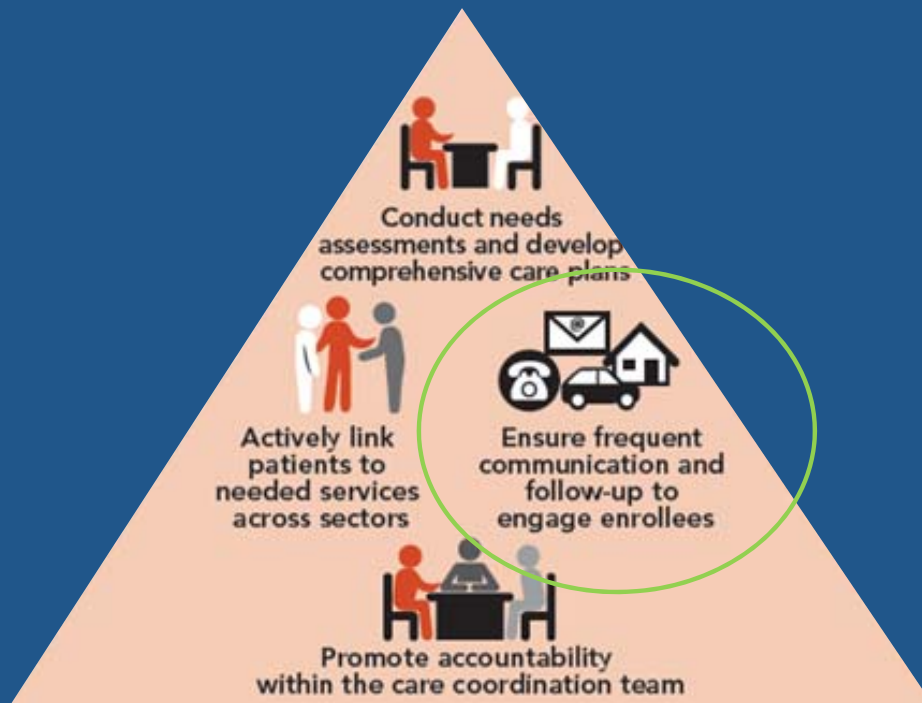 Conduct needs
assessments and develop
comprehensive care plans
Actively link
patients to
needed services
across sectors
@
Ensure frequent
communication and
follow-up to
engage enrollees
Promote accountability
within the care coordination team